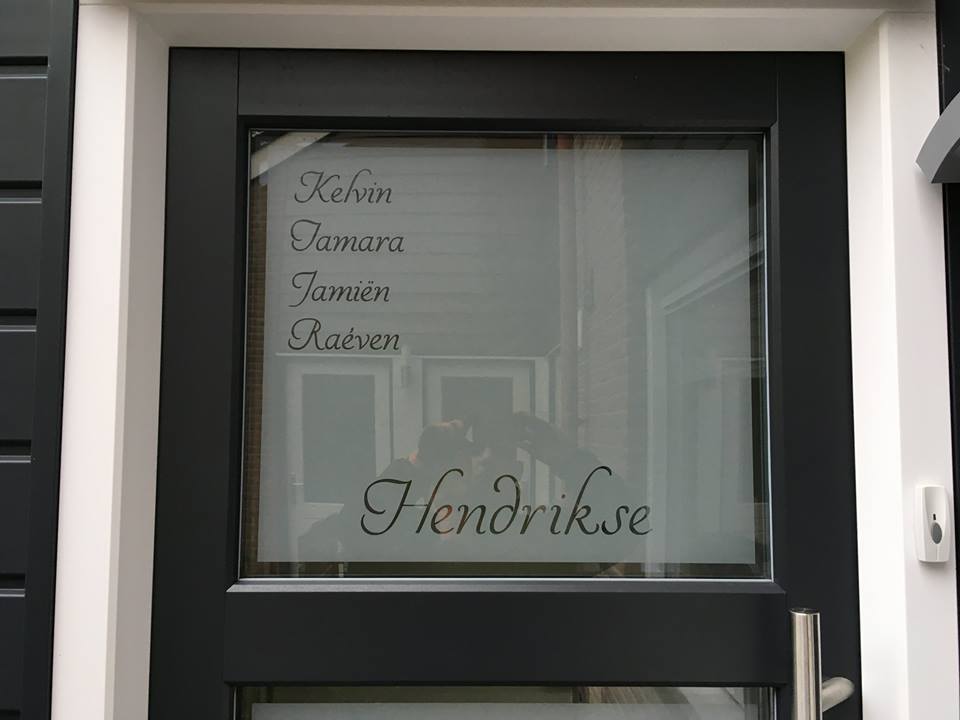 Kelvin
Tamara
Jamiën
Raéven
Hendrikse